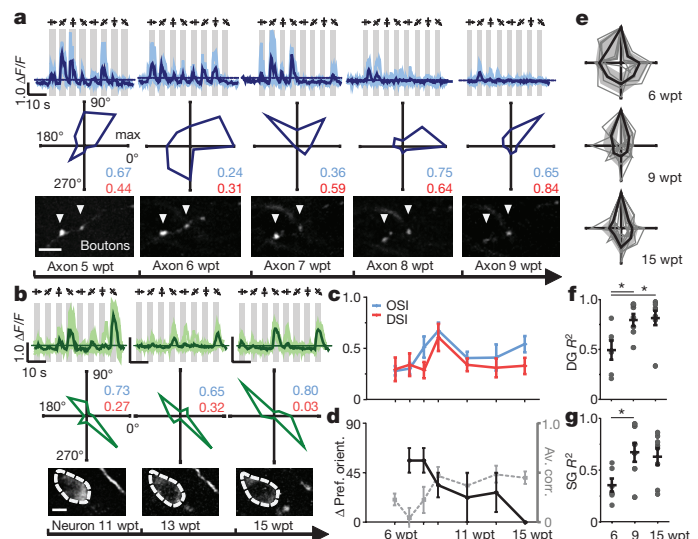 a
1.0 ΔF/F
10 s
90°
180°
max
0°
270°
0.67
0.44
0.24
0.31
0.36
0.59
0.75
0.64
0.65
0.84
Boutons
Axon 5 wpt
Axon 6 wpt
Axon 7 wpt
Axon 8 wpt
Axon 9 wpt
b
1.0 ΔF/F
10 s
90°
180°
0°
270°
0.73
0.27
0.65
0.32
0.80
0.03
Neuron 11 wpt
13 wpt
15 wpt
c
1.0
0.5
0
OSI
DSI
d
Δ Pref. orient.
90
45
0
Av. corr.
1.0
0
6 wpt
11 wpt
15 wpt
e
6 wpt
9 wpt
15 wpt
f
DG R²
1.0
0.5
0
* *
g
SG R²
1.0
0.5
0
*
6 9 15 wpt